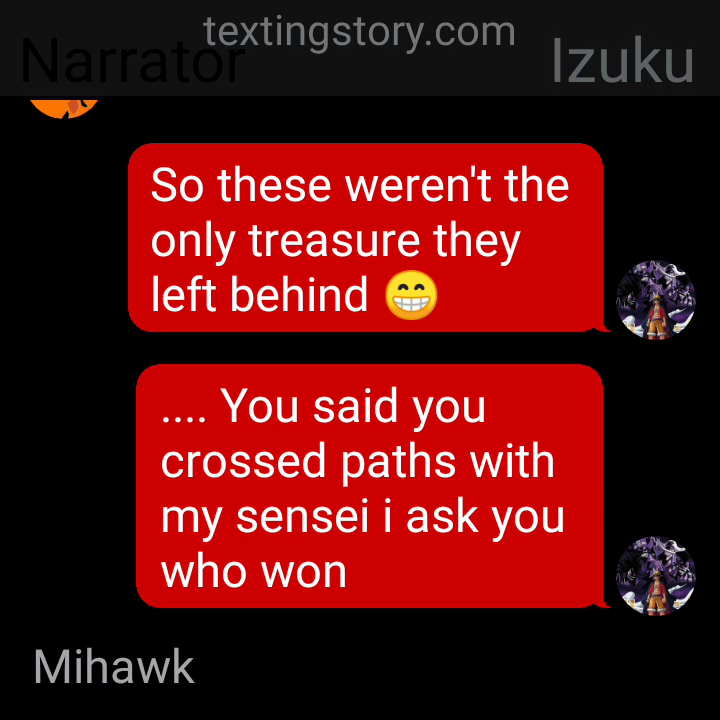 textingstory.com
Narrator Izuku
So these weren't the
only treasure they
left behind 😁
.... You said you
crossed paths with
my sensei i ask you
who won
Mihawk